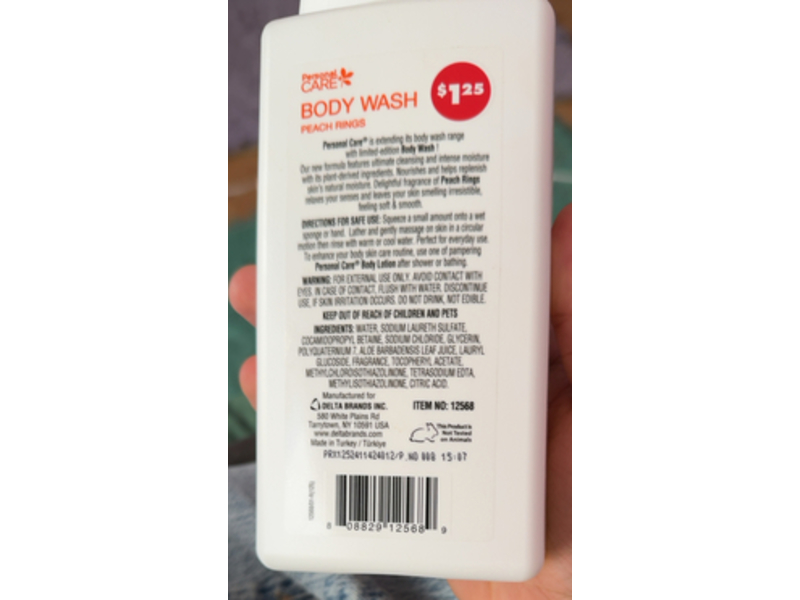 Personal
CARE
BODY WASH
$1.25
PEACH RINGS
Personal Care® is extending its body wash range
with limited-edition Body Wash !
Our new formula features ultimate cleansing and intense moisture
with its plant-derived ingredients. Nourishes and helps replenish
skin's natural moisture. Delightful fragrance of Peach Rings
relaxes your senses and leaves your skin smelling irresistible,
feeling soft & smooth.
DIRECTIONS FOR SAFE USE: Squeeze a small amount onto a wet
sponge or hand. Lather and gently massage on skin in a circular
motion then rinse with warm or cool water. Perfect for everyday use.
To enhance your body skin care routine, use one of pampering
Personal Care® Body Lotion after shower or bathing.
WARNING: FOR EXTERNAL USE ONLY. AVOID CONTACT WITH
EYES, IN CASE OF CONTACT, FLUSH WITH WATER. DISCONTINUE
USE, IF SKIN IRRITATION OCCURS. DO NOT DRINK, NOT EDIBLE.
KEEP OUT OF REACH OF CHILDREN AND PETS
INGREDIENTS: WATER, SODIUM LAURETH SULFATE,
COCAMIDOPROPYL BETAINE, SODIUM CHLORIDE, GLYCERIN,
POLYQUATERNIUM 7, ALOE BARBADENSIS LEAF JUICE, LAURYL
GLUCOSIDE, FRAGRANCE, TOCOPHERYL ACETATE,
METHYLCHLOROISOTHIAZOLINONE, TETRASODIUM EDTA,
METHYLISOTHIAZOLINONE, CITRIC ACID.
Manufactured for
DELTA BRANDS INC.
580 White Plains Rd
Tarrytown, NY 10591 USA
www.deltabrands.com
Made in Turkey / Türkiye
ITEM NO: 12568
This Product is
Not Tested
on Animals
PRX1252411424012/P.NO 008 15:07
8 08829 12568 9